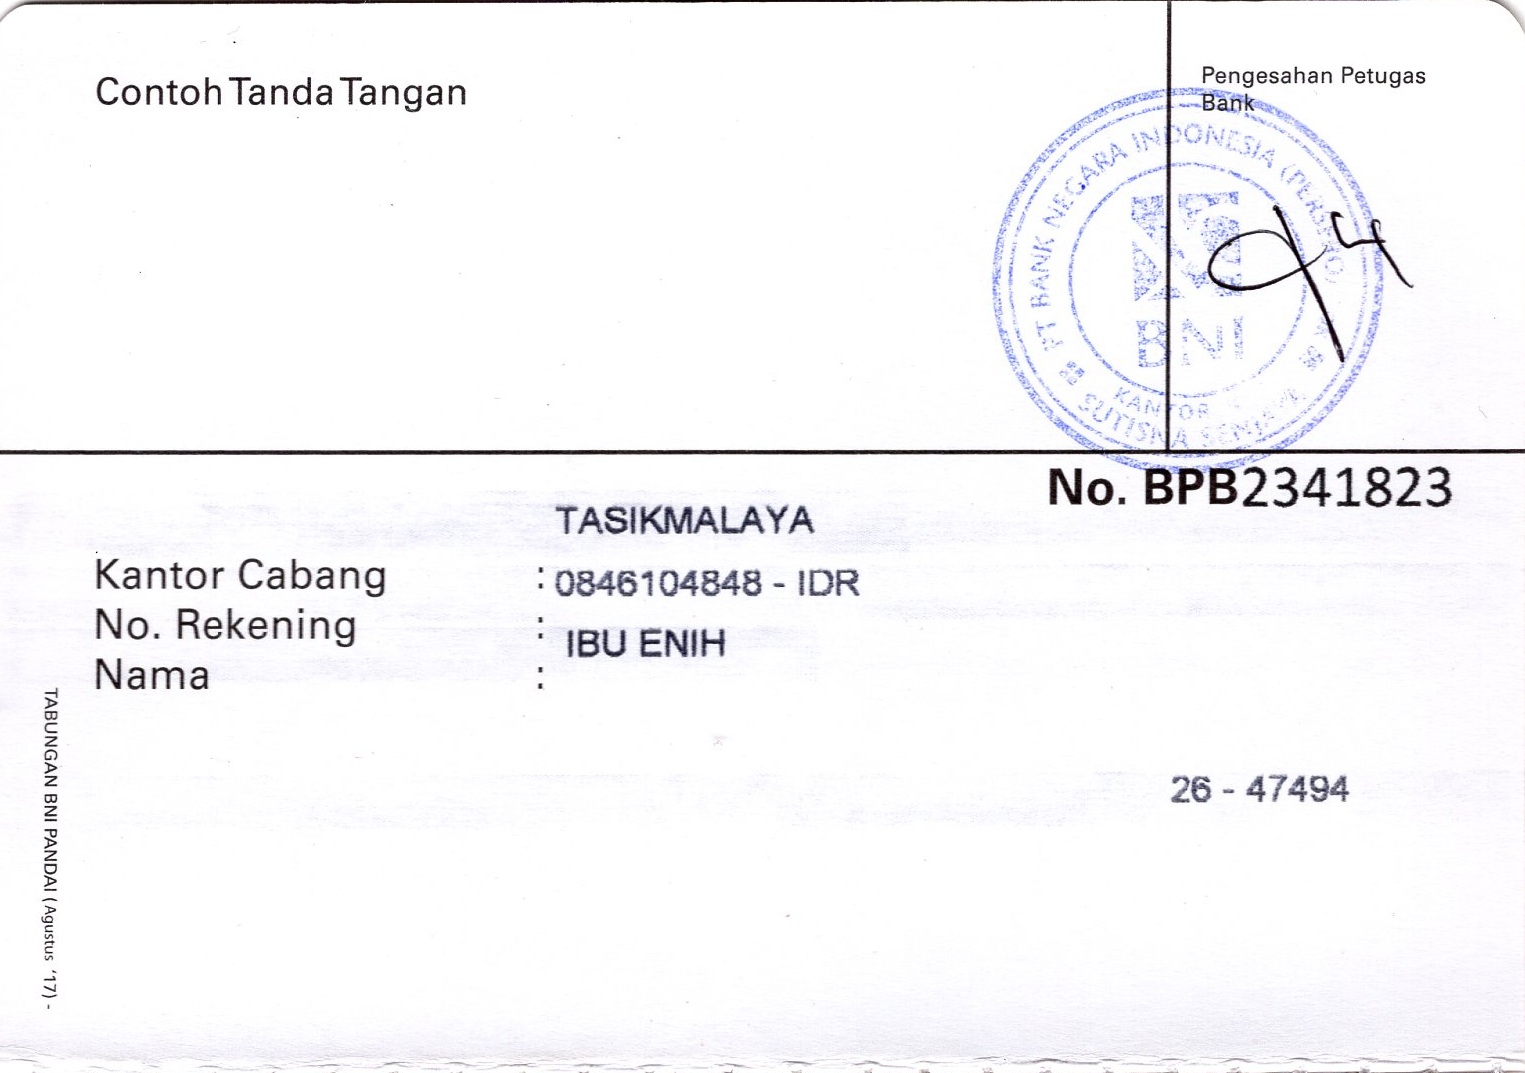 Contoh Tanda Tangan
Pengesahan Petugas
Bank
PT BANK NEGARA INDONESIA (PERSERO)
BNI
KANTOR
SUTISNA SENJAYA
No. BPB2341823
TASIKMALAYA
Kantor Cabang :
0846104848 - IDR
No. Rekening :
IBU ENIH
Nama :
26 - 47494
TABUNGAN BNI PANDAI ( Agustus '17) -